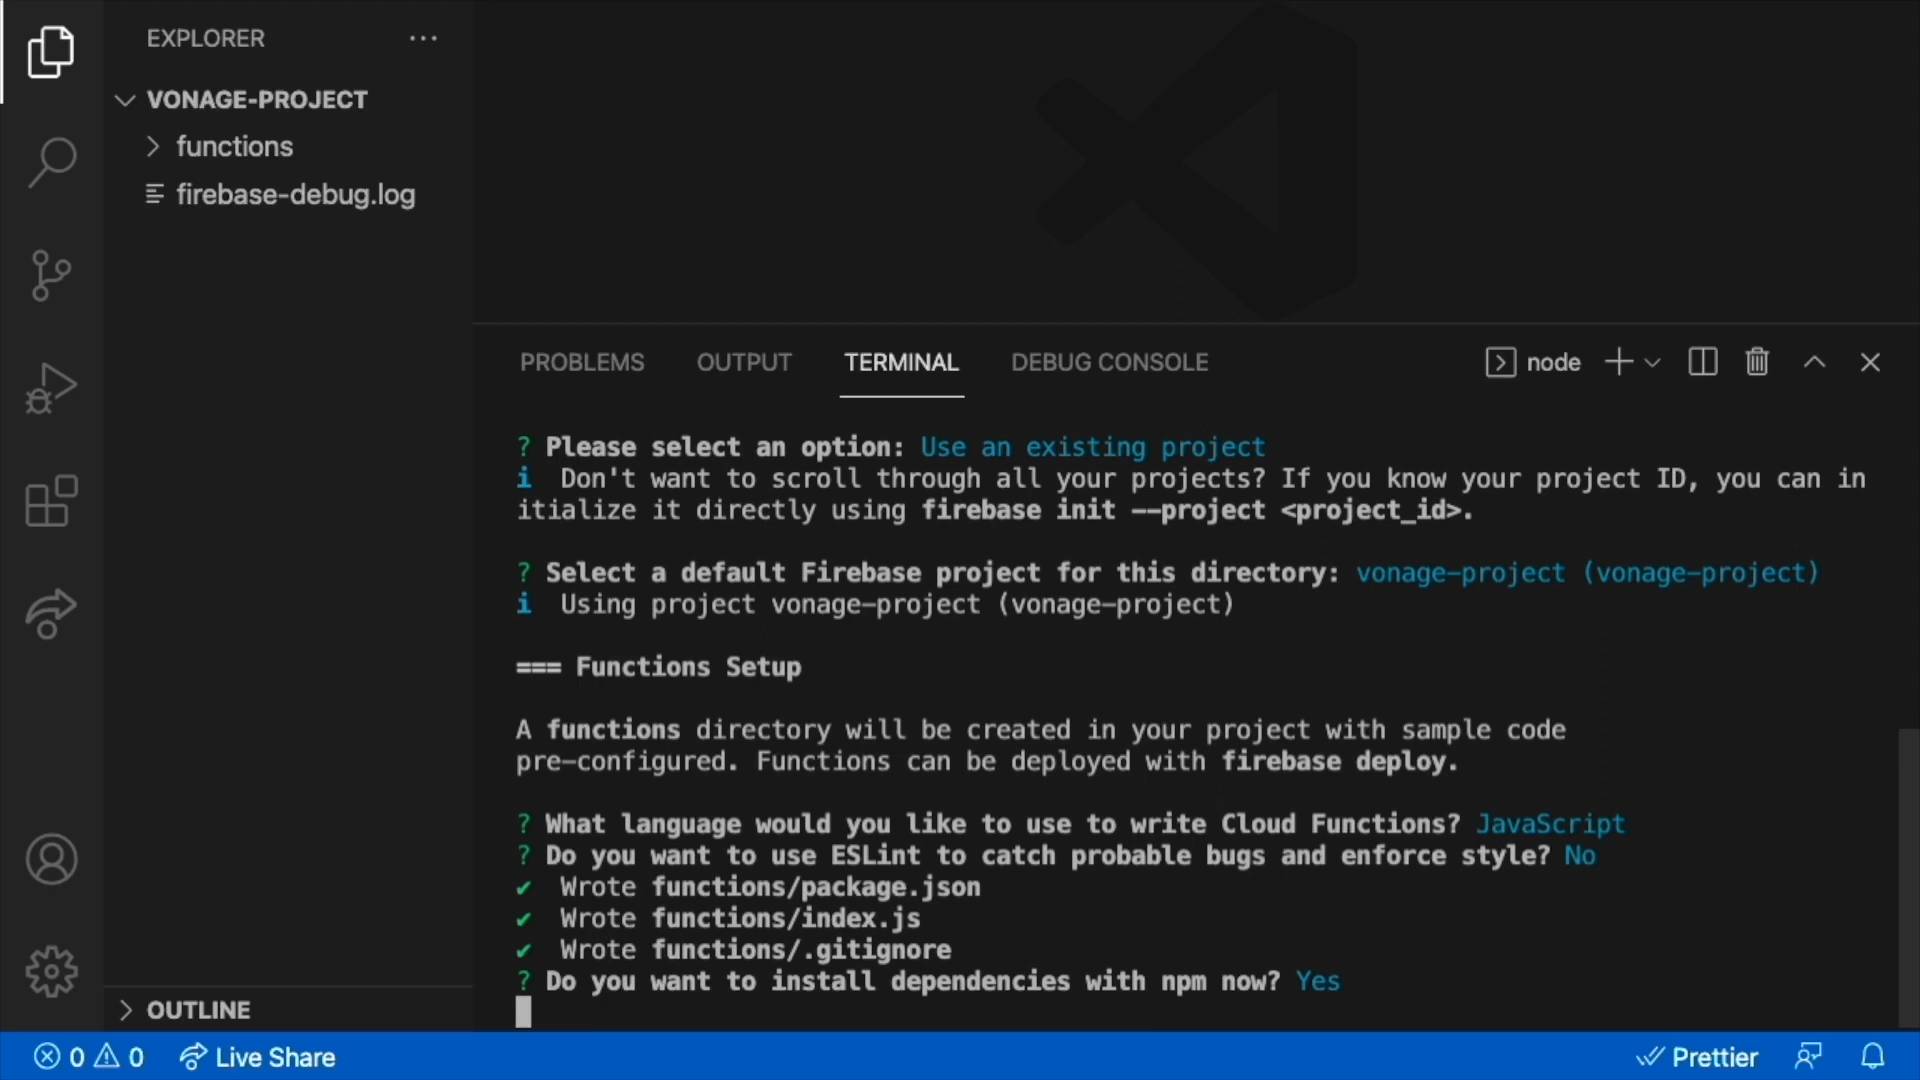 EXPLORER
VONAGE-PROJECT
functions
firebase-debug.log
OUTLINE
PROBLEMS OUTPUT TERMINAL DEBUG CONSOLE node
? Please select an option: Use an existing project
i Don't want to scroll through all your projects? If you know your project ID, you can in
itialize it directly using firebase init --project <project_id>.
? Select a default Firebase project for this directory: vonage-project (vonage-project)
i Using project vonage-project (vonage-project)
=== Functions Setup
A functions directory will be created in your project with sample code
pre-configured. Functions can be deployed with firebase deploy.
? What language would you like to use to write Cloud Functions? JavaScript
? Do you want to use ESLint to catch probable bugs and enforce style? No
✔ Wrote functions/package.json
✔ Wrote functions/index.js
✔ Wrote functions/.gitignore
? Do you want to install dependencies with npm now? Yes
0 0 Live Share Prettier